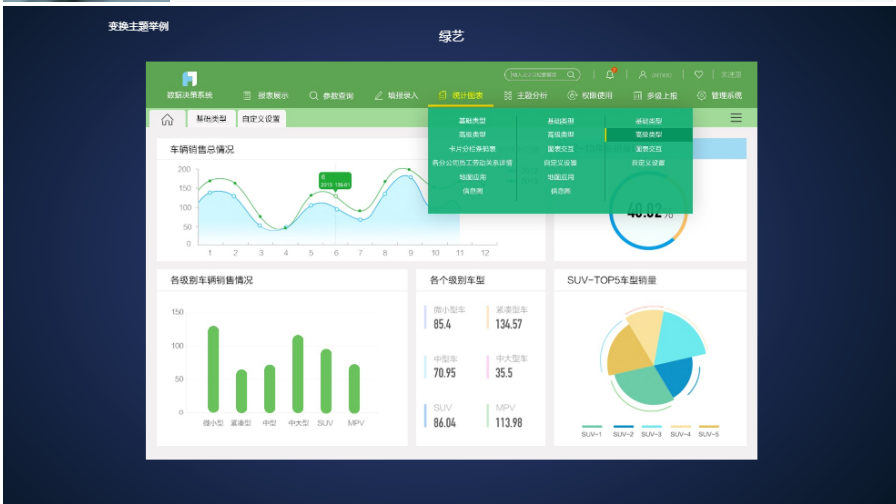 变换主题举例
绿艺
数据决策系统
报表展示
参数查询
填报录入
统计图表
主题分析
权限使用
多级上报
管理系统
基础类型
自定义设置
基础类型 基础类型 基础类型
高级类型 高级类型 高级类型
卡片分栏条码表 图表交互 图表交互
各分公司员工劳动关系详情 自定义设置 自定义设置
地图应用 地图应用
信息阅 信息阅
车辆销售总情况
200
150
100
50
0
1 2 3 4 5 6 7 8 9 10 11 12
40.02%
各级别车辆销售情况
150
100
50
0
微小型 紧凑型 中型 中大型 SUV MPV
各个级别车型
微小型车 紧凑型车
85.4 134.57
中型车 中大型车
70.95 35.5
SUV MPV
86.04 113.98
SUV-TOP5车型销量
SUV-1 SUV-2 SUV-3 SUV-4 SUV-5